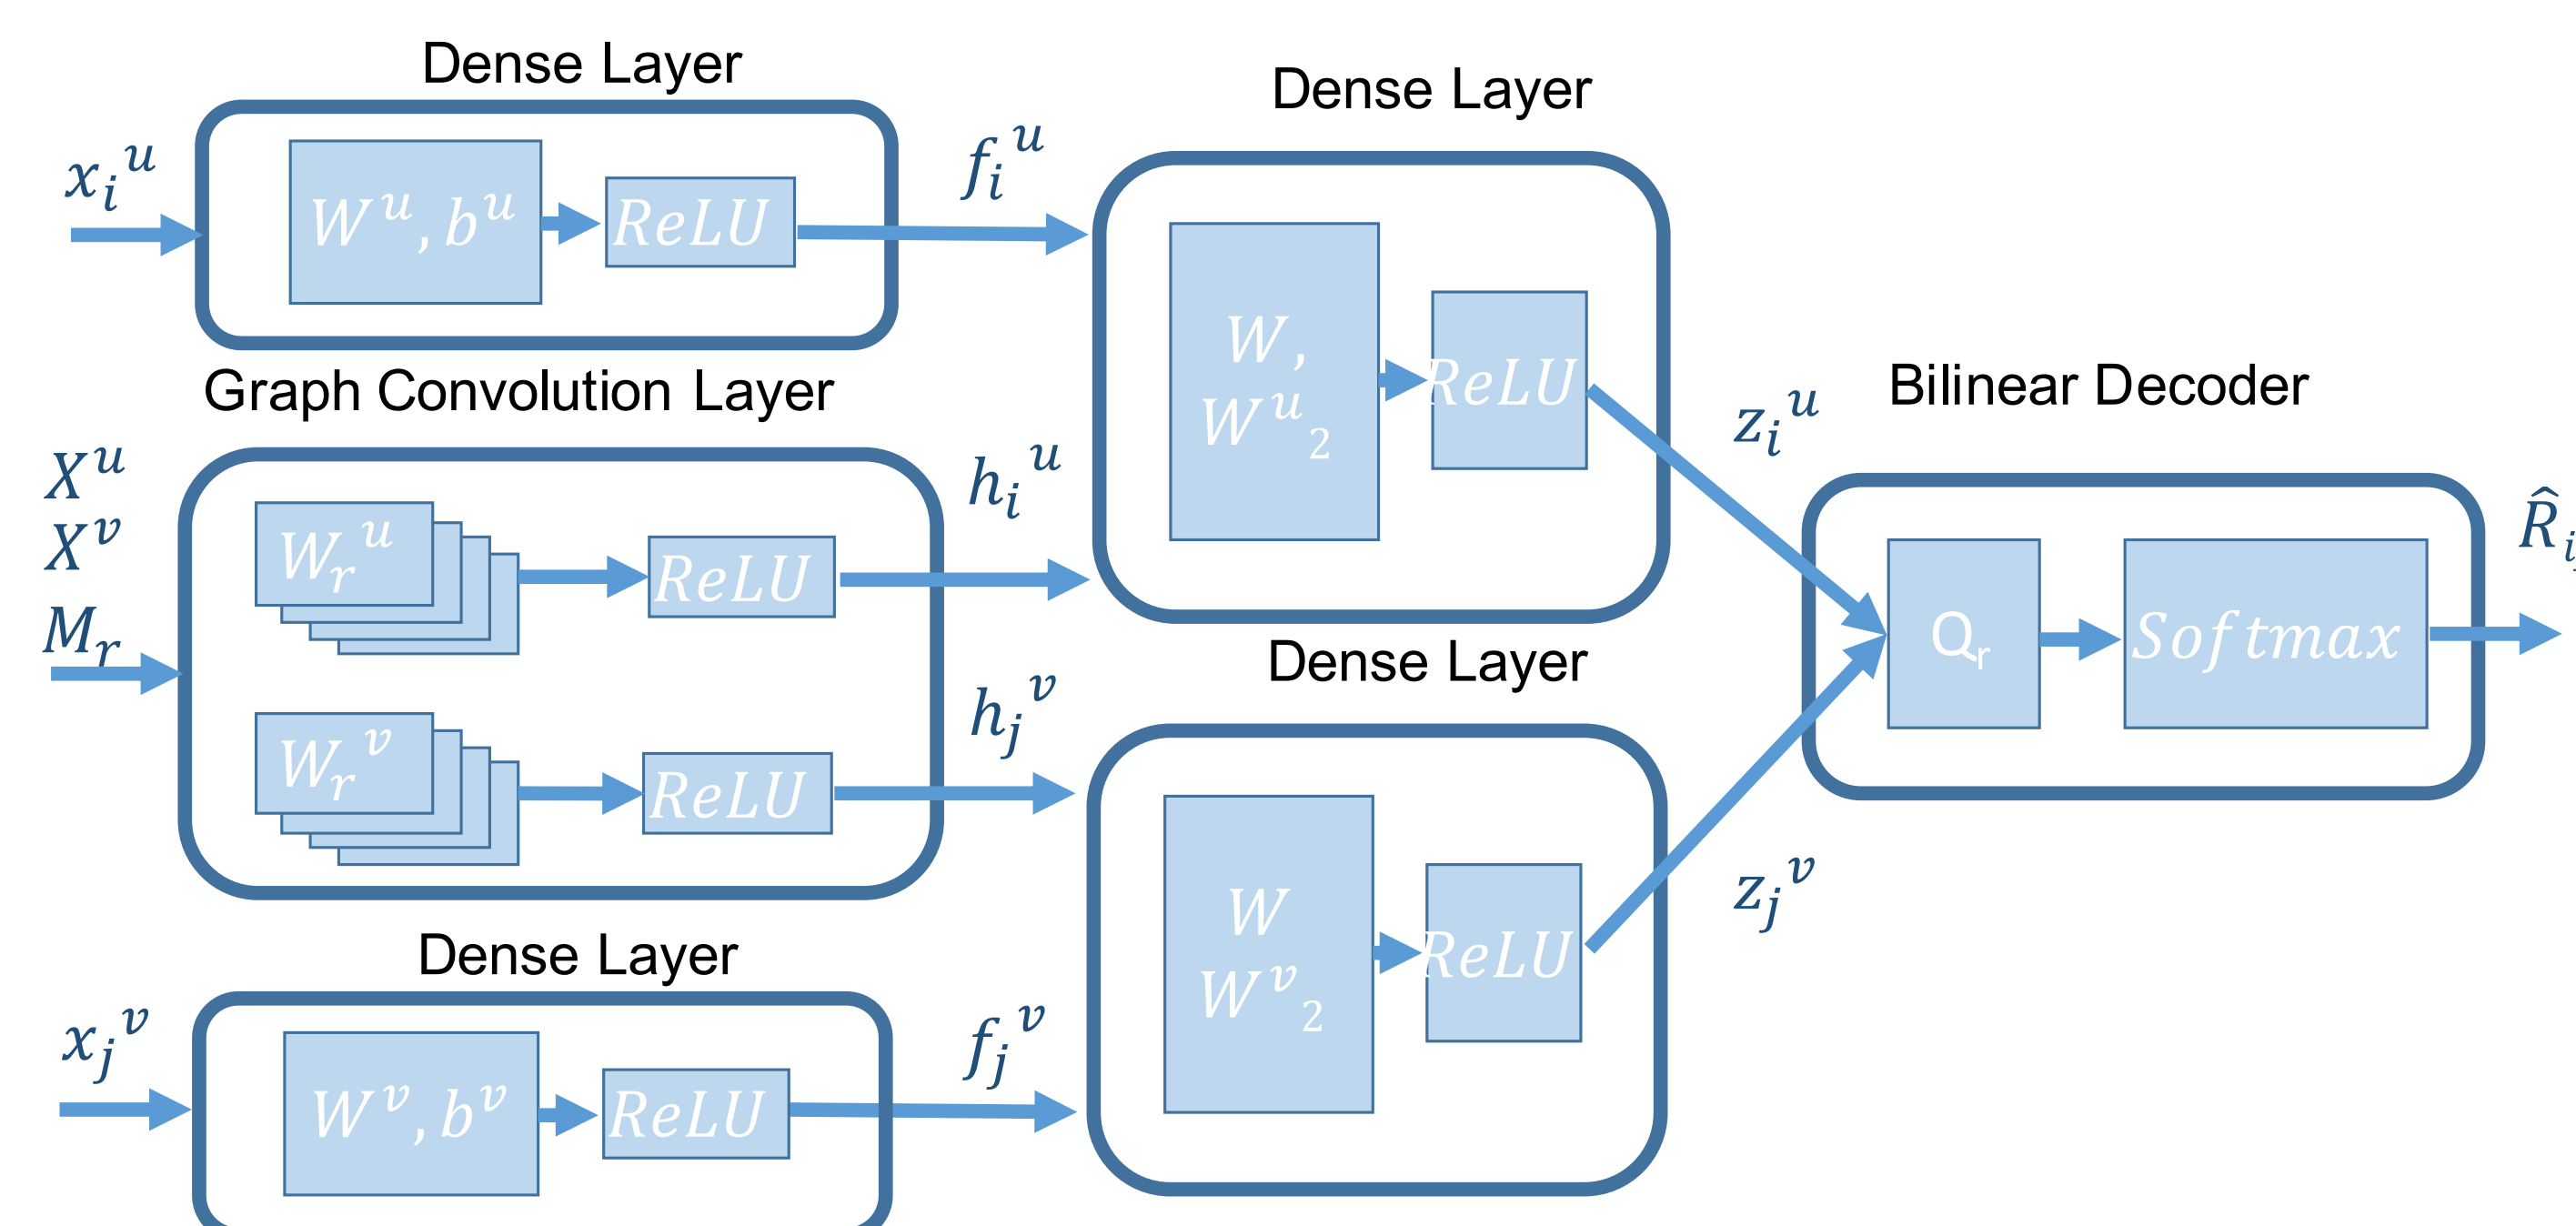 Dense Layer
x_i^u
W^u, b^u
ReLU
f_i^u
Dense Layer
W,
W^u_2
ReLU
Graph Convolution Layer
X^u
X^v
M_r
W_r^u
ReLU
h_i^u
W_r^v
ReLU
h_j^v
z_i^u
Bilinear Decoder
Q_r
Softmax
Dense Layer
W
W^v_2
ReLU
z_j^v
Dense Layer
x_j^v
W^v, b^v
ReLU
f_j^v